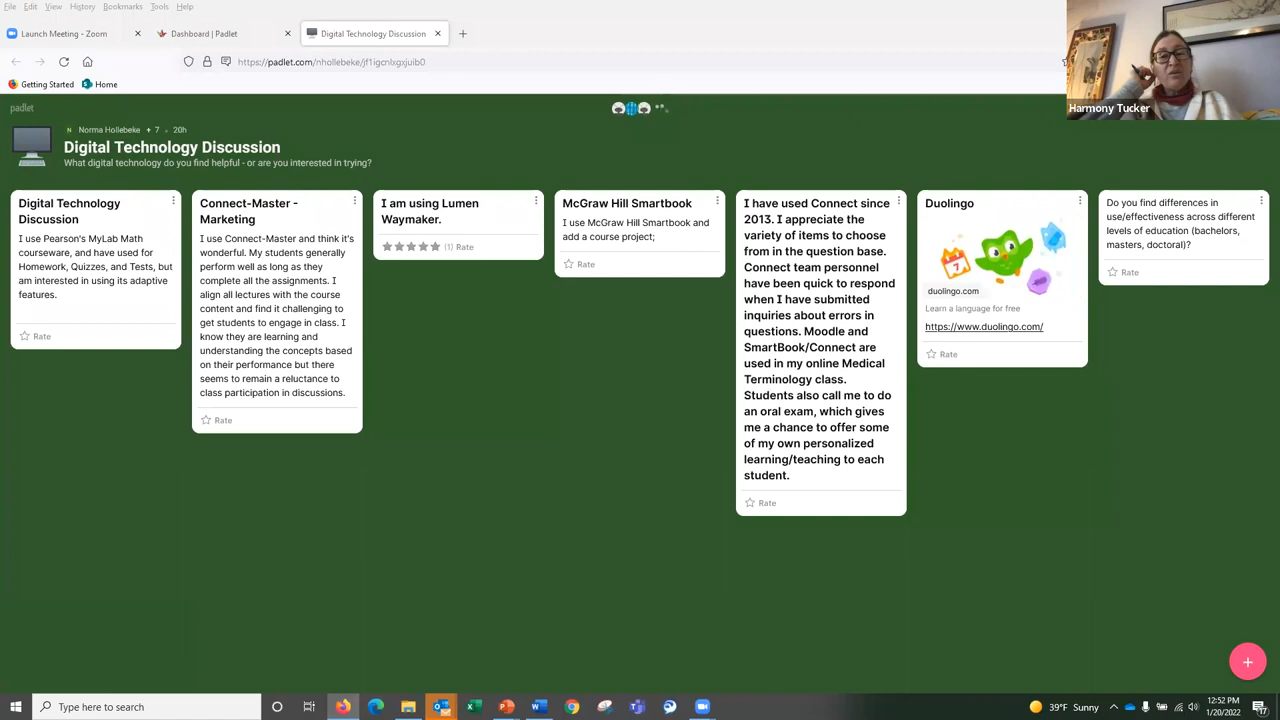 File Edit View History Bookmarks Tools Help
Launch Meeting - Zoom
Dashboard | Padlet
Digital Technology Discussion
https://padlet.com/nhollebeke/jf1igcnlxgxjuib0
Getting Started
Home
Harmony Tucker
padlet
N Norma Hollebeke + 7 20h
Digital Technology Discussion
What digital technology do you find helpful - or are you interested in trying?
Digital Technology
Discussion
I use Pearson's MyLab Math
courseware, and have used for
Homework, Quizzes, and Tests, but
am interested in using its adaptive
features.
Rate
Connect-Master -
Marketing
I use Connect-Master and think it's
wonderful. My students generally
perform well as long as they
complete all the assignments. I
align all lectures with the course
content and find it challenging to
get students to engage in class. I
know they are learning and
understanding the concepts based
on their performance but there
seems to remain a reluctance to
class participation in discussions.
Rate
I am using Lumen
Waymaker.
(1) Rate
McGraw Hill Smartbook
I use McGraw Hill Smartbook and
add a course project;
Rate
I have used Connect since
2013. I appreciate the
variety of items to choose
from in the question base.
Connect team personnel
have been quick to respond
when I have submitted
inquiries about errors in
questions. Moodle and
SmartBook/Connect are
used in my online Medical
Terminology class.
Students also call me to do
an oral exam, which gives
me a chance to offer some
of my own personalized
learning/teaching to each
student.
Rate
Duolingo
7
duolingo.com
Learn a language for free
https://www.duolingo.com/
Rate
Do you find differences in
use/effectiveness across different
levels of education (bachelors,
masters, doctoral)?
Rate
+
Type here to search
39°F Sunny
12:52 PM
1/20/2022
17